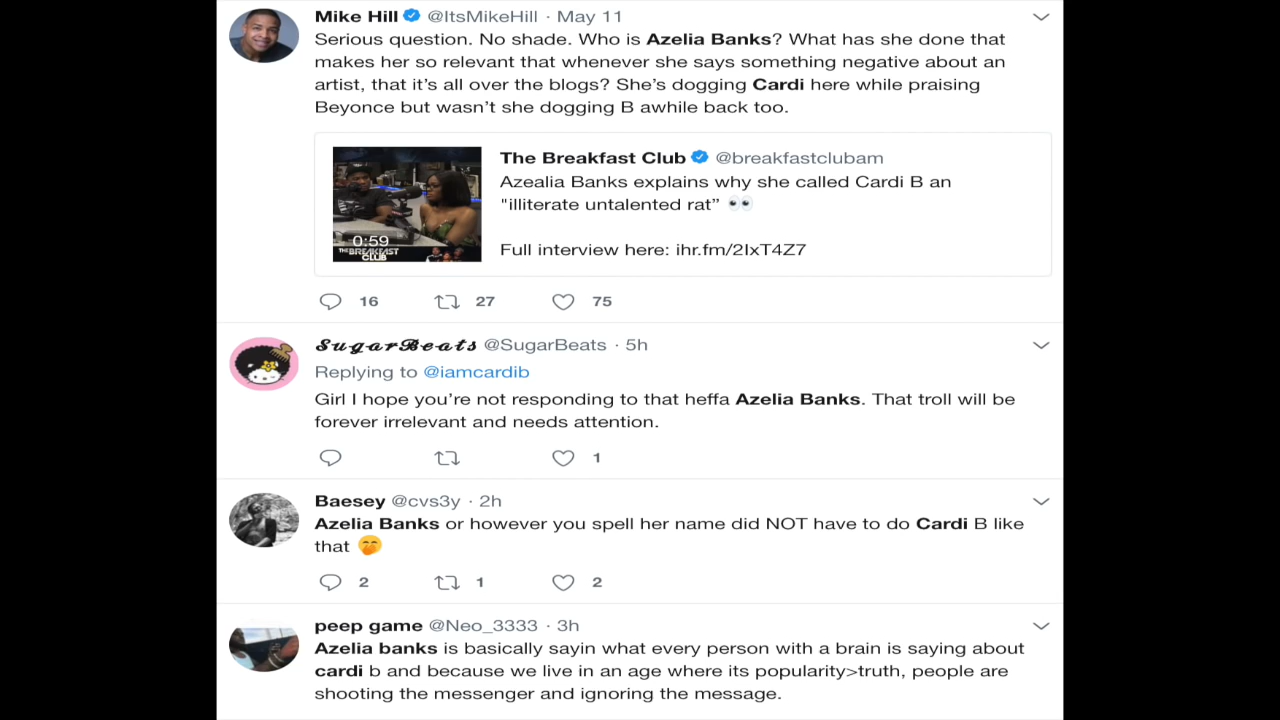 Mike Hill @ItsMikeHill · May 11
Serious question. No shade. Who is Azelia Banks? What has she done that
makes her so relevant that whenever she says something negative about an
artist, that it's all over the blogs? She's dogging Cardi here while praising
Beyonce but wasn't she dogging B awhile back too.
The Breakfast Club @breakfastclubam
Azealia Banks explains why she called Cardi B an
"illiterate untalented rat” 👀
Full interview here: ihr.fm/2IxT4Z7
0:59
THE BREAKFAST
CLUB
16 27 75
SugarBeats @SugarBeats · 5h
Replying to @iamcardib
Girl I hope you're not responding to that heffa Azelia Banks. That troll will be
forever irrelevant and needs attention.
1
Baesey @cvs3y · 2h
Azelia Banks or however you spell her name did NOT have to do Cardi B like
that 🤭
2 1 2
peep game @Neo_3333 · 3h
Azelia banks is basically sayin what every person with a brain is saying about
cardi b and because we live in an age where its popularity>truth, people are
shooting the messenger and ignoring the message.